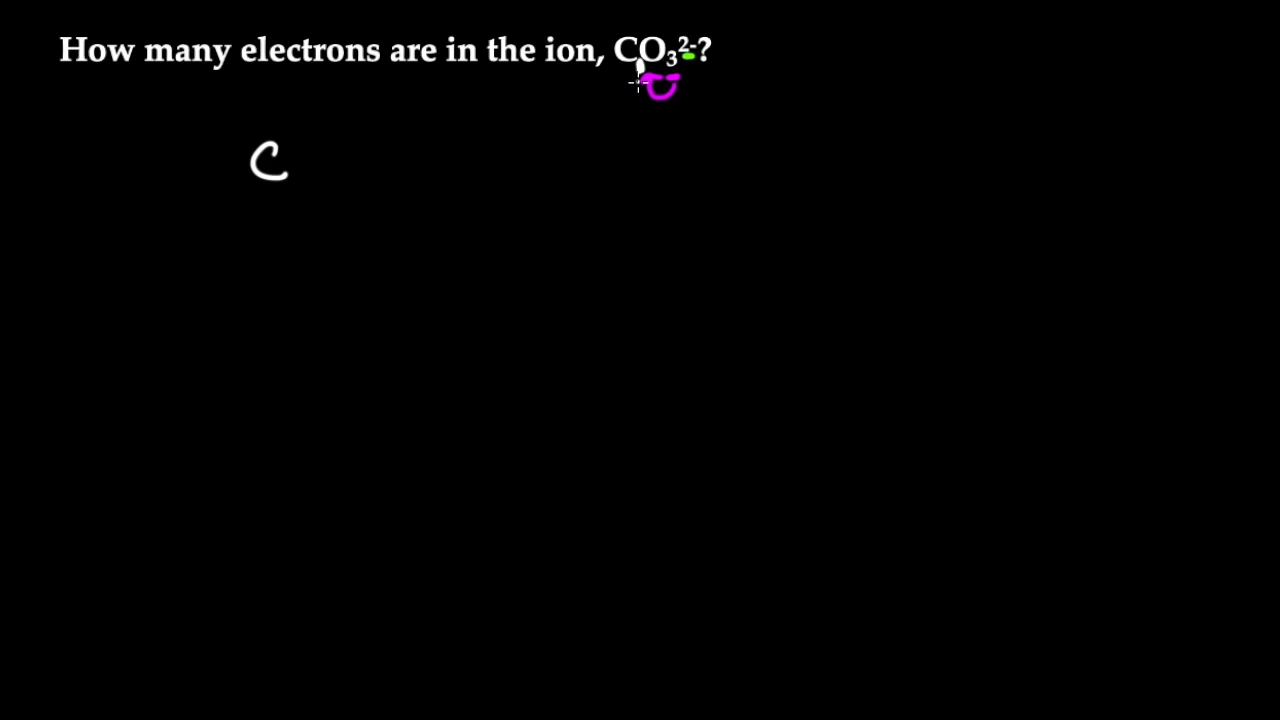 How many electrons are in the ion, CO₃²⁻?
C